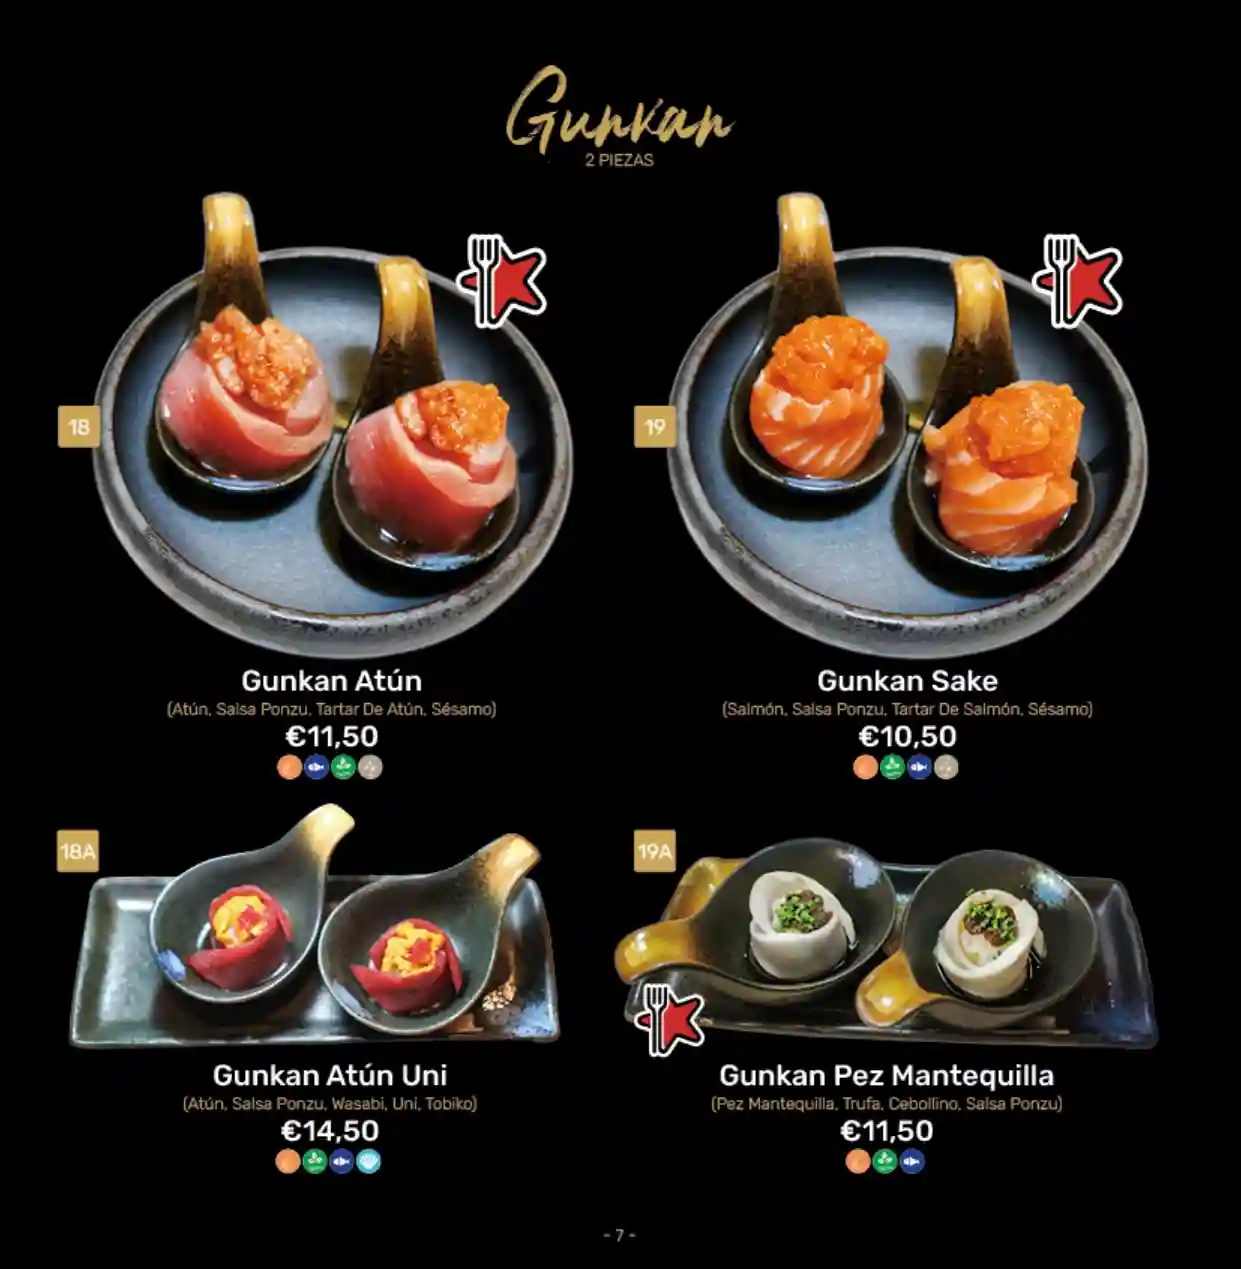 Gunkan
2 PIEZAS
18
19
Gunkan Atún
(Atún, Salsa Ponzu, Tartar De Atún, Sésamo)
€11,50
Gunkan Sake
(Salmón, Salsa Ponzu, Tartar De Salmón, Sésamo)
€10,50
18A
19A
Gunkan Atún Uni
(Atún, Salsa Ponzu, Wasabi, Uni, Tobiko)
€14,50
Gunkan Pez Mantequilla
(Pez Mantequilla, Trufa, Cebollino, Salsa Ponzu)
€11,50
- 7 -